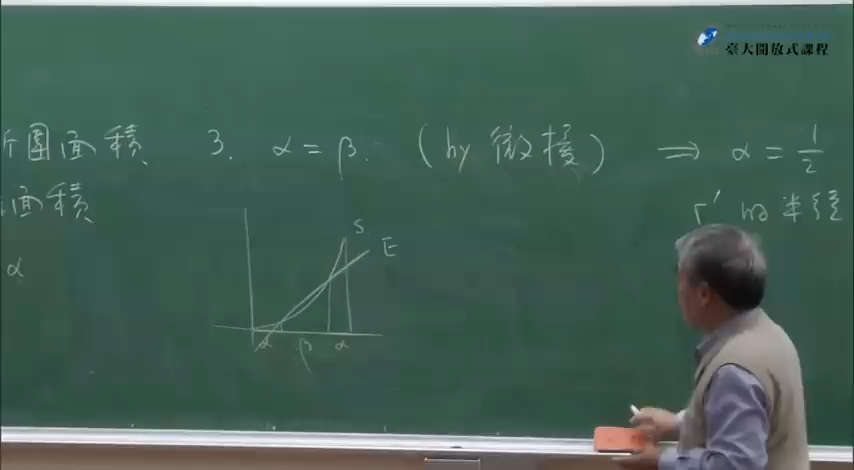 臺大開放式課程
所圍面積
面積
α
3. α = β. (by 微擾) ⟹ α = 1/2
r' 的半徑
S
E
α β α